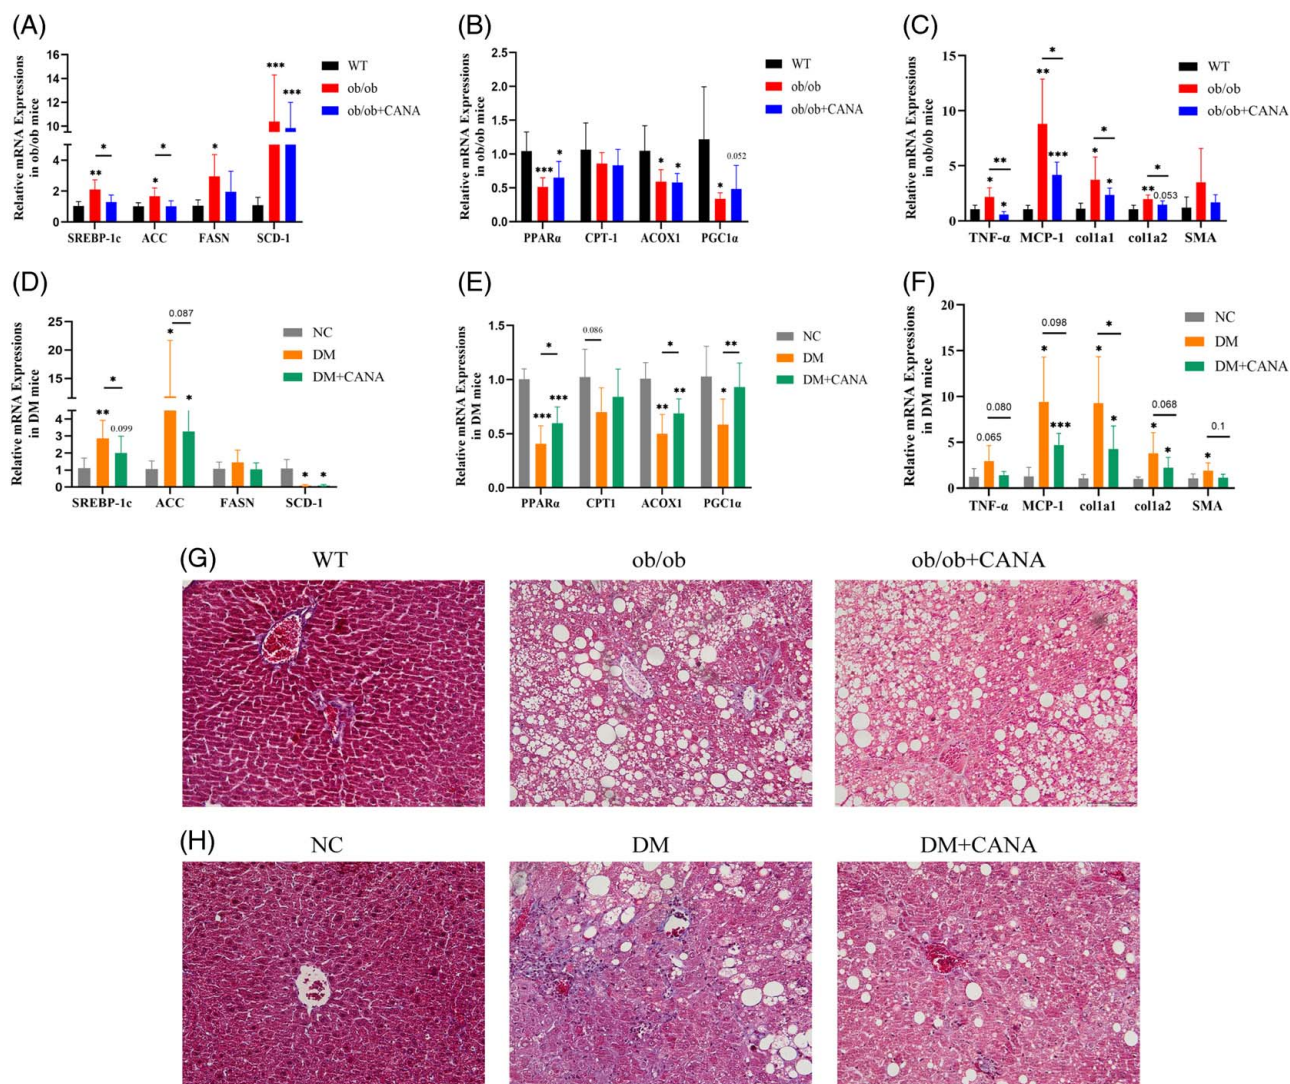 (A)
Relative mRNA Expressions
in ob/ob mice
16
14
12
10
8
6
4
2
0
***
***
*
*
*
**
*
WT
ob/ob
ob/ob+CANA
SREBP-1c ACC FASN SCD-1
(B)
Relative mRNA Expressions
in ob/ob mice
2.5
2.0
1.5
1.0
0.5
0.0
*** * * * * 0.052
WT
ob/ob
ob/ob+CANA
PPARα CPT-1 ACOX1 PGC1α
(C)
Relative mRNA Expressions
in ob/ob mice
15
10
5
0
*
**
**
*
***
*
*
*
*
*
**
0.053
WT
ob/ob
ob/ob+CANA
TNF-α MCP-1 col1a1 col1a2 SMA
(D)
Relative mRNA Expressions
in DM mice
25
20
15
10
5
4
3
2
1
0
0.087
*
*
**
0.099
*
* *
NC
DM
DM+CANA
SREBP-1c ACC FASN SCD-1
(E)
Relative mRNA Expressions
in DM mice
1.5
1.0
0.5
0.0
0.086
*
*
**
*** ***
** **
*
NC
DM
DM+CANA
PPARα CPT1 ACOX1 PGC1α
(F)
Relative mRNA Expressions
in DM mice
20
15
10
5
0
0.098
*
*
*
0.080
0.065
***
*
0.068
*
*
0.1
*
NC
DM
DM+CANA
TNF-α MCP-1 col1a1 col1a2 SMA
(G)
WT ob/ob ob/ob+CANA
(H)
NC DM DM+CANA